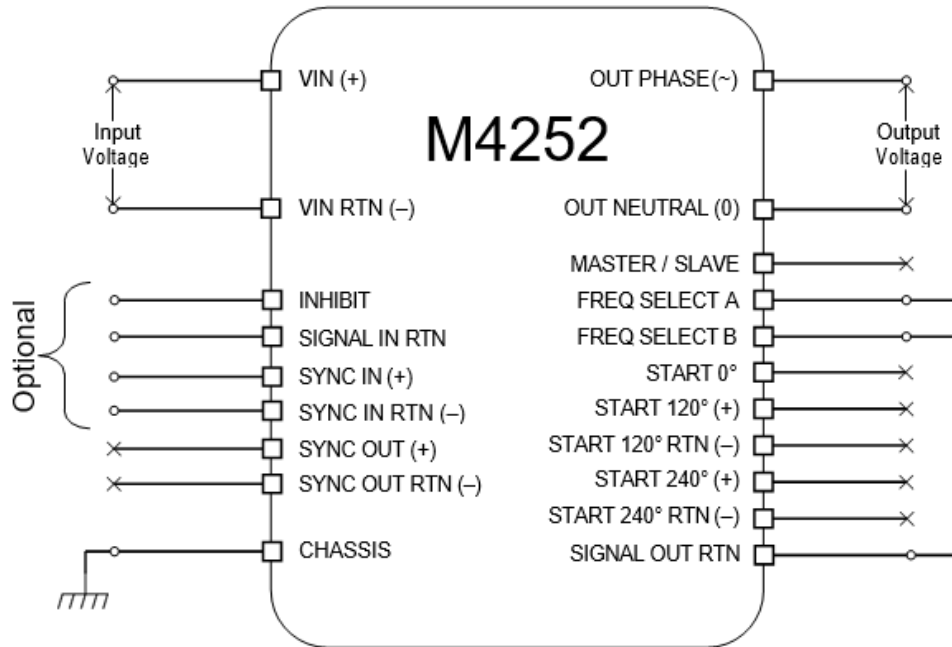 M4252
Input
Voltage
Optional
VIN (+)
VIN RTN (–)
INHIBIT
SIGNAL IN RTN
SYNC IN (+)
SYNC IN RTN (–)
SYNC OUT (+)
SYNC OUT RTN (–)
CHASSIS
OUT PHASE(~)
OUT NEUTRAL (0)
MASTER / SLAVE
FREQ SELECT A
FREQ SELECT B
START 0°
START 120° (+)
START 120° RTN (–)
START 240° (+)
START 240° RTN (–)
SIGNAL OUT RTN
Output
Voltage